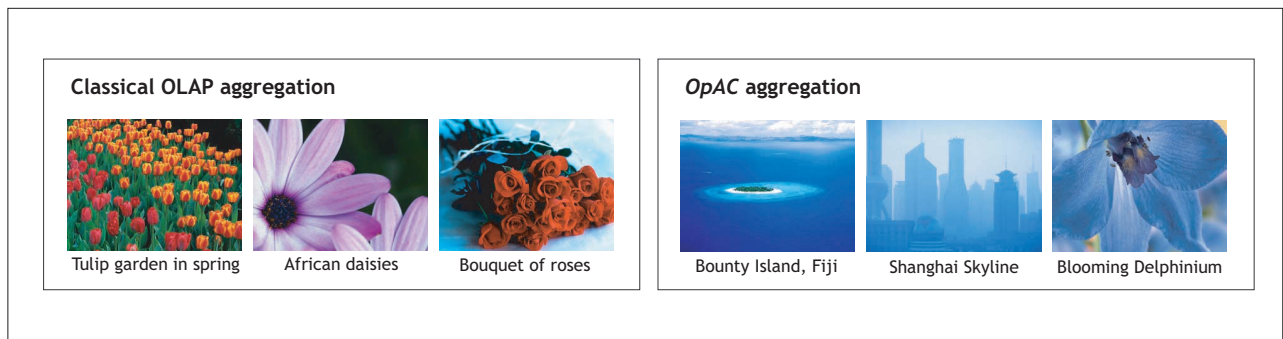 Classical OLAP aggregation
Tulip garden in spring
African daisies
Bouquet of roses
OpAC aggregation
Bounty Island, Fiji
Shanghai Skyline
Blooming Delphinium